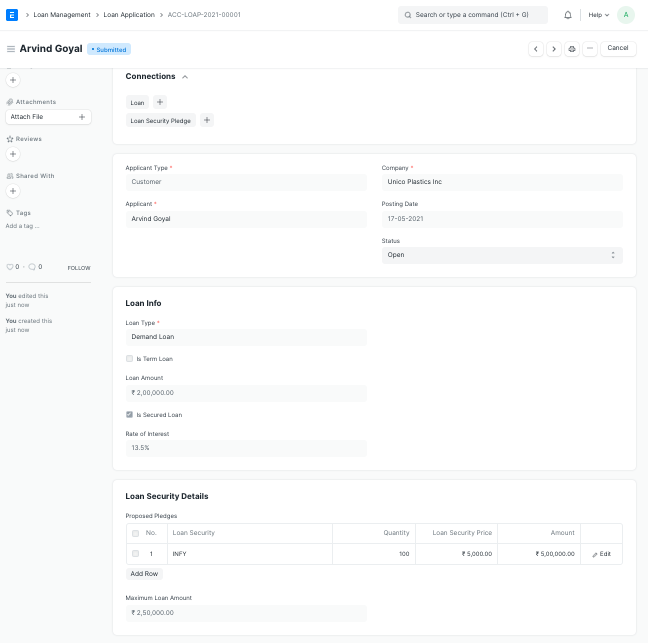 E Loan Management Loan Application ACC-LOAP-2021-00001 Search or type a command (Ctrl + G) Help A
Arvind Goyal Submitted Cancel
Attachments
Attach File
Reviews
Shared With
Tags
Add a tag ...
0 · 0 FOLLOW
You edited this
just now
You created this
just now
Connections
Loan
Loan Security Pledge
Applicant Type * Company *
Customer Unico Plastics Inc
Applicant * Posting Date
Arvind Goyal 17-05-2021
Status
Open
Loan Info
Loan Type *
Demand Loan
Is Term Loan
Loan Amount
₹ 2,00,000.00
Is Secured Loan
Rate of Interest
13.5%
Loan Security Details
Proposed Pledges
No. Loan Security Quantity Loan Security Price Amount
1 INFY 100 ₹ 5,000.00 ₹ 5,00,000.00 Edit
Add Row
Maximum Loan Amount
₹ 2,50,000.00